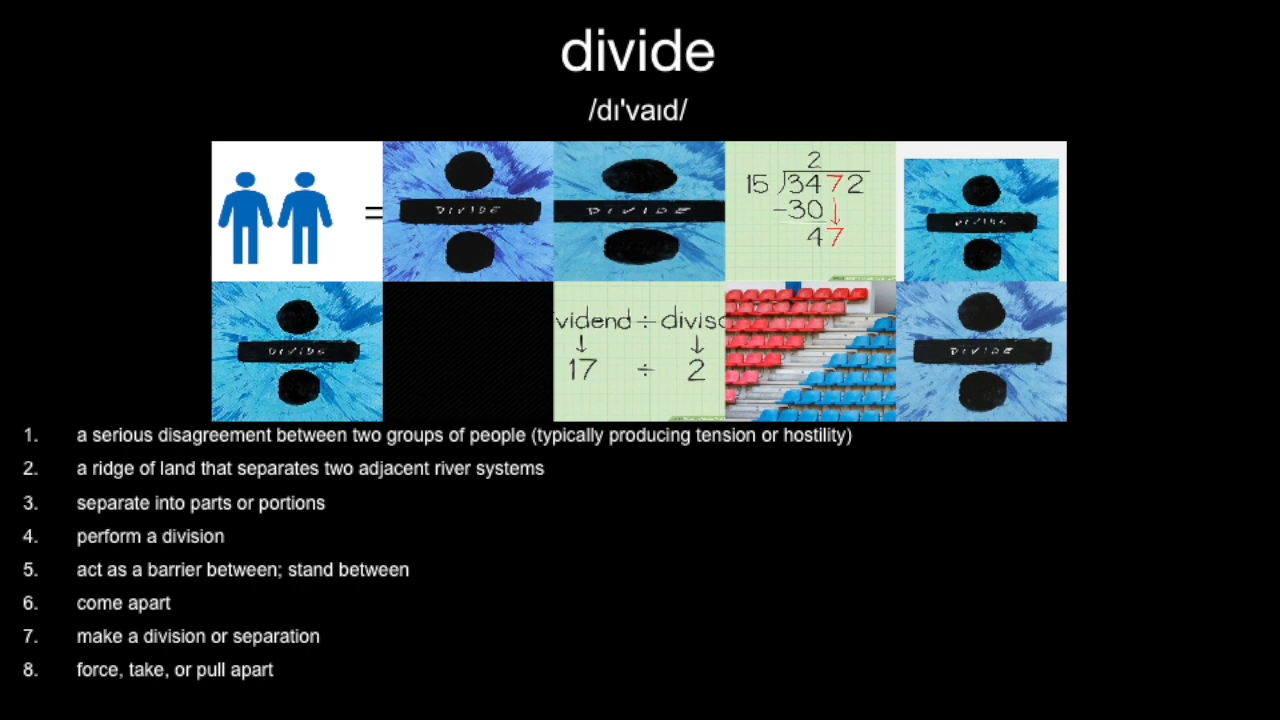 divide
/dɪ'vaɪd/
=
DIVIDE
DIVIDE
2
15 3472
-30
47
DIVIDE
DIVIDE
vidend ÷ diviso
↓ ↓
17 ÷ 2
DIVIDE
1. a serious disagreement between two groups of people (typically producing tension or hostility)
2. a ridge of land that separates two adjacent river systems
3. separate into parts or portions
4. perform a division
5. act as a barrier between; stand between
6. come apart
7. make a division or separation
8. force, take, or pull apart